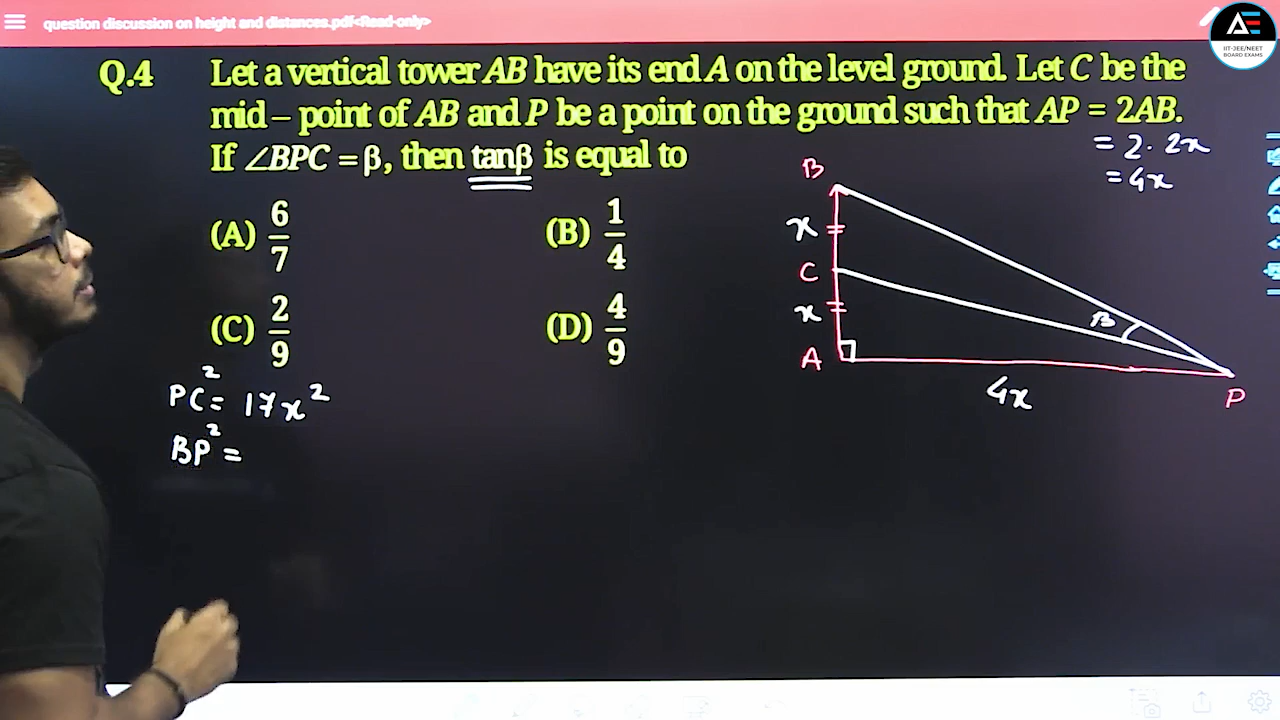 question discussion on height and distances.pdf<Read-only>
IIT-JEE/NEET
BOARD EXAMS
Q.4 Let a vertical tower AB have its end A on the level ground. Let C be the
mid – point of AB and P be a point on the ground such that AP = 2AB.
If ∠BPC = β, then tanβ is equal to
= 2. 2x
= 4x
(A) 6/7 (B) 1/4
(C) 2/9 (D) 4/9
B
x
C
x
A
β
4x
P
PC² = 17x²
BP² =